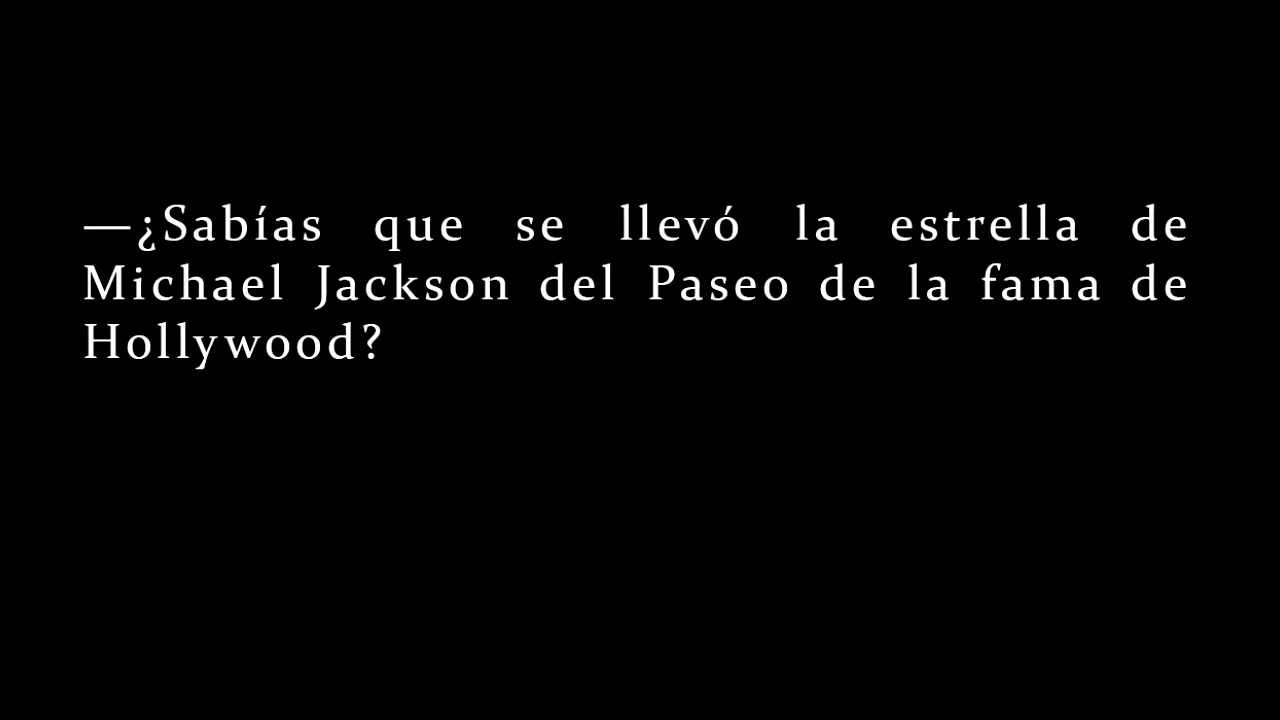 —¿Sabías que se llevó la estrella de
Michael Jackson del Paseo de la fama de
Hollywood?